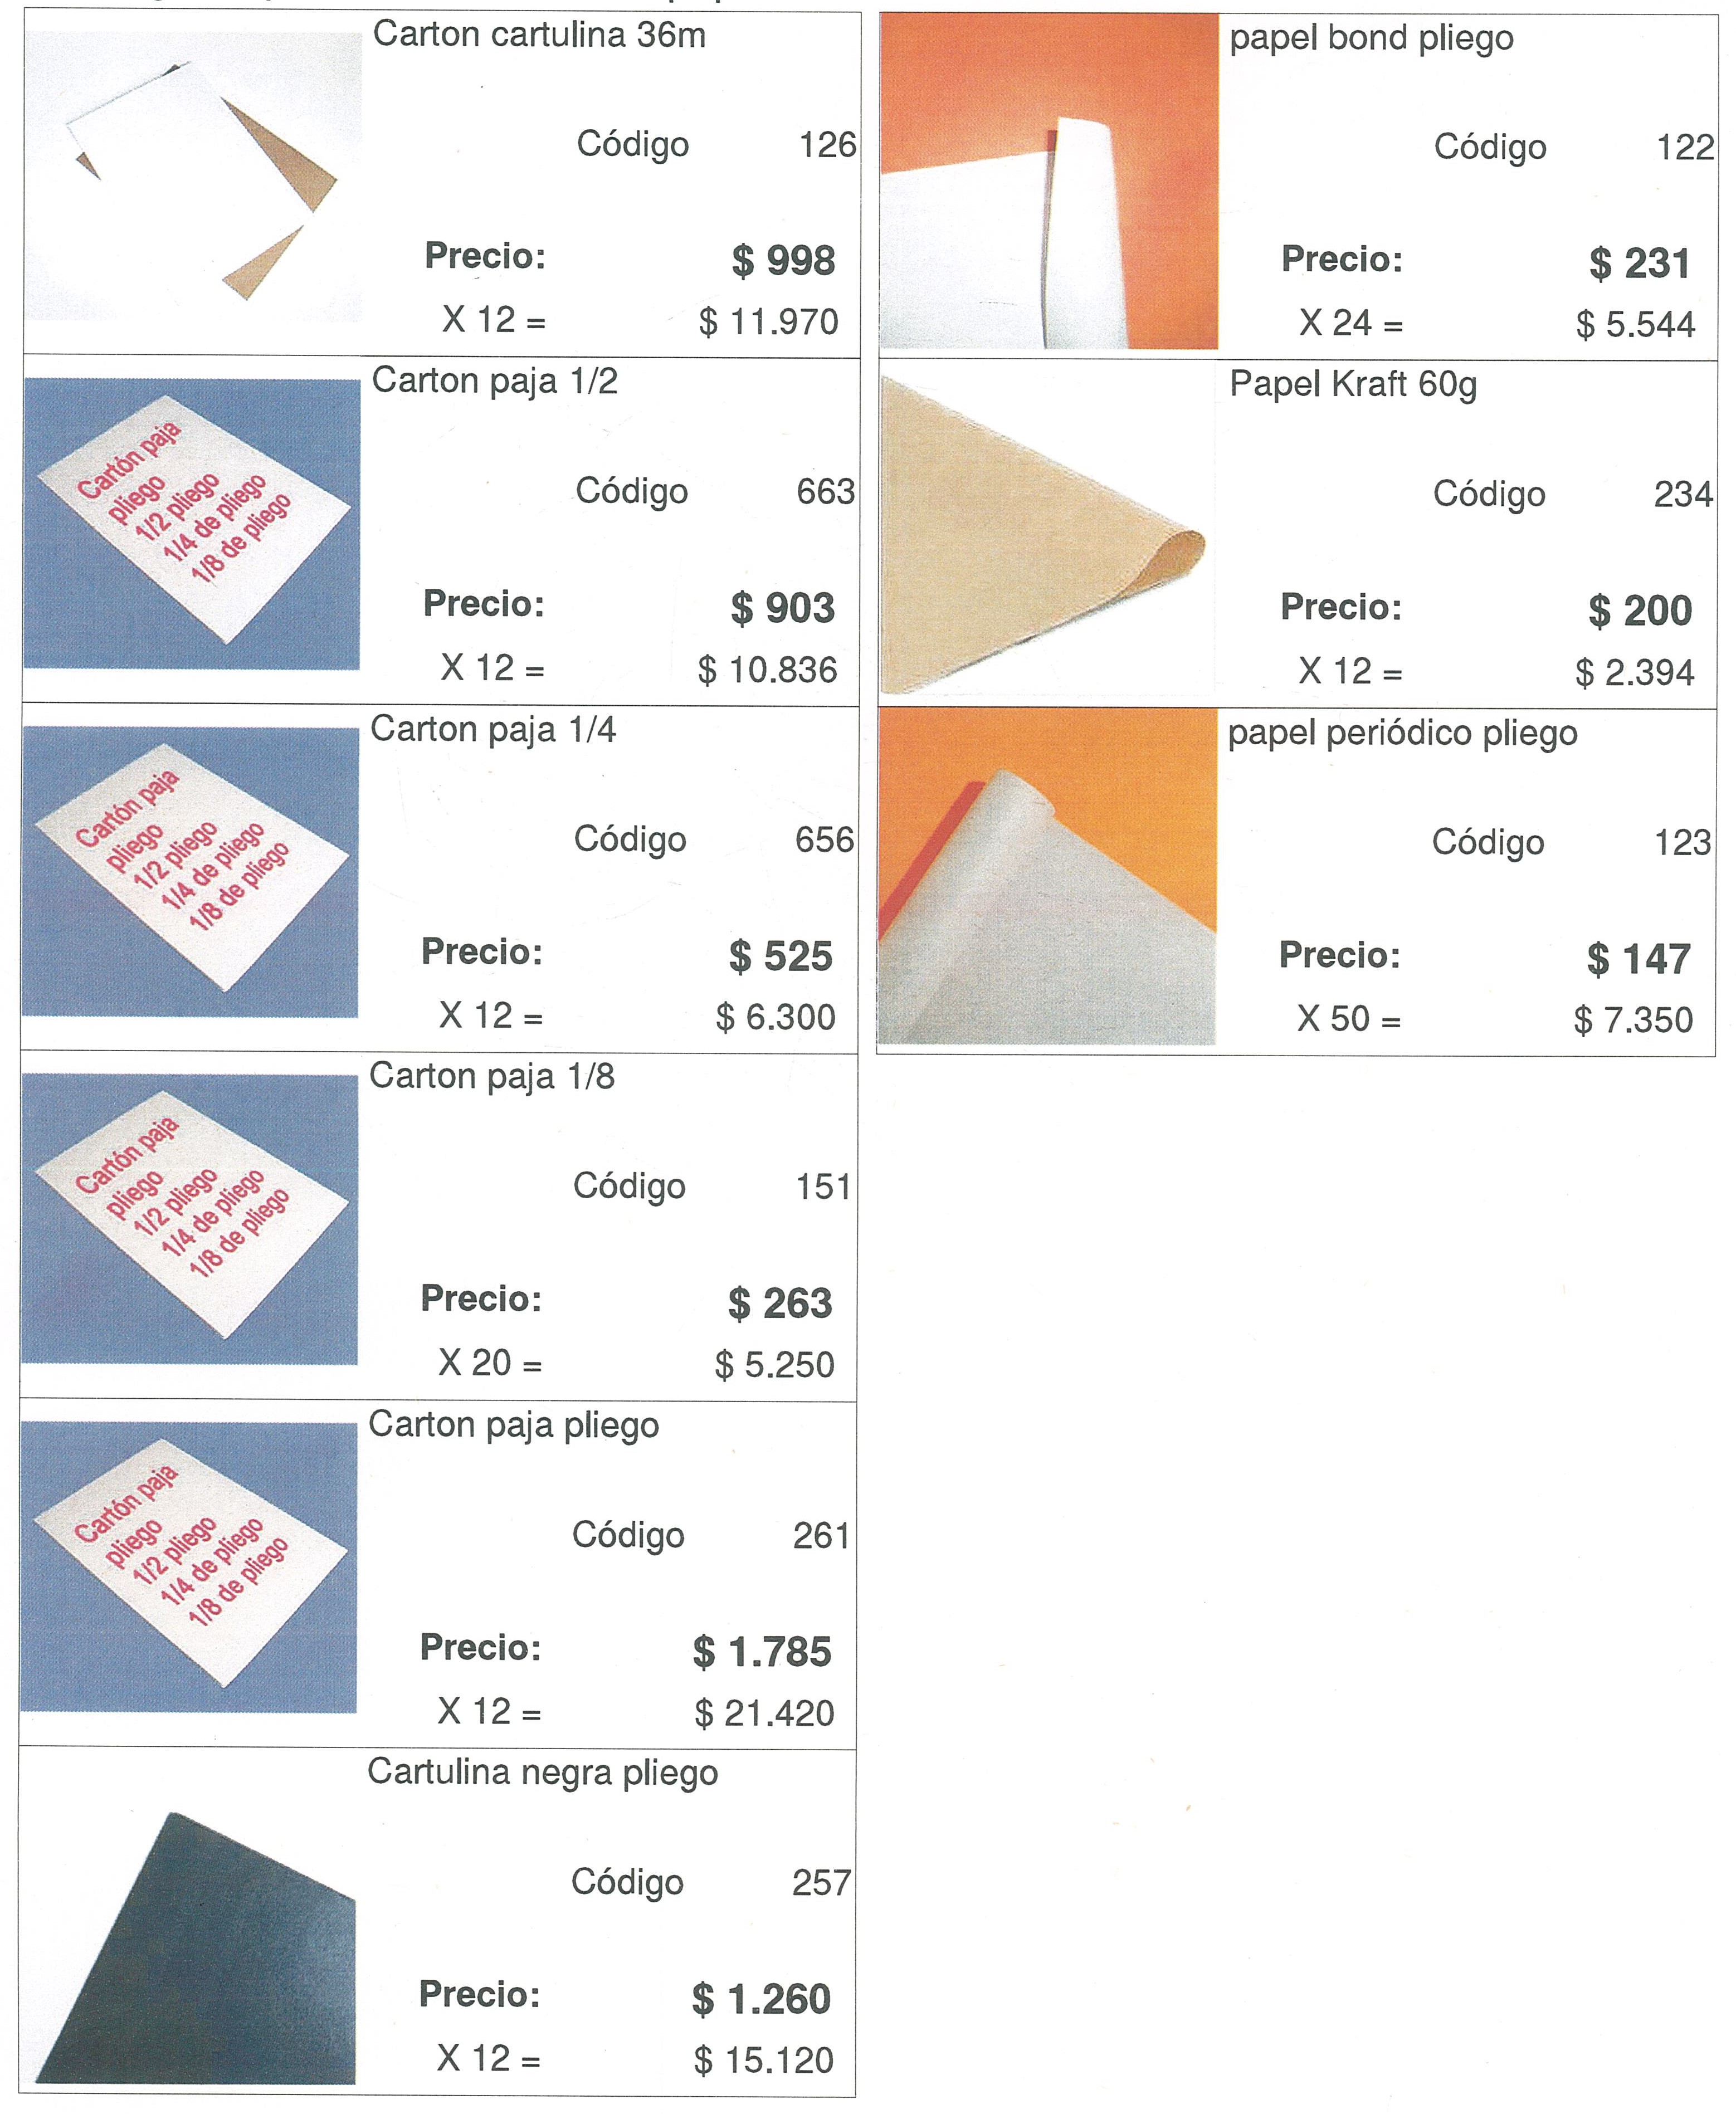 Carton cartulina 36m
Código 126
Precio: $ 998
X 12 = $ 11.970
Carton paja 1/2
Cartón paja
pliego
1/2 pliego
1/4 de pliego
1/8 de pliego
Código 663
Precio: $ 903
X 12 = $ 10.836
Carton paja 1/4
Cartón paja
pliego
1/2 pliego
1/4 de pliego
1/8 de pliego
Código 656
Precio: $ 525
X 12 = $ 6.300
Carton paja 1/8
Cartón paja
pliego
1/2 pliego
1/4 de pliego
1/8 de pliego
Código 151
Precio: $ 263
X 20 = $ 5.250
Carton paja pliego
Cartón paja
pliego
1/2 pliego
1/4 de pliego
1/8 de pliego
Código 261
Precio: $ 1.785
X 12 = $ 21.420
Cartulina negra pliego
Código 257
Precio: $ 1.260
X 12 = $ 15.120
papel bond pliego
Código 122
Precio: $ 231
X 24 = $ 5.544
Papel Kraft 60g
Código 234
Precio: $ 200
X 12 = $ 2.394
papel periódico pliego
Código 123
Precio: $ 147
X 50 = $ 7.350